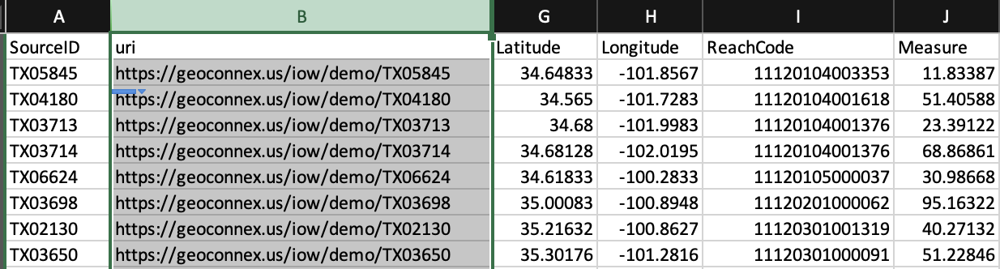 A B G H I J
SourceID uri Latitude Longitude ReachCode Measure
TX05845 https://geoconnex.us/iow/demo/TX05845 34.64833 -101.8567 11120104003353 11.83387
TX04180 https://geoconnex.us/iow/demo/TX04180 34.565 -101.7283 11120104001618 51.40588
TX03713 https://geoconnex.us/iow/demo/TX03713 34.68 -101.9983 11120104001376 23.39122
TX03714 https://geoconnex.us/iow/demo/TX03714 34.68128 -102.0195 11120104001376 68.86861
TX06624 https://geoconnex.us/iow/demo/TX06624 34.61833 -100.2833 11120105000037 30.98668
TX03698 https://geoconnex.us/iow/demo/TX03698 35.00083 -100.8948 11120201000062 95.16322
TX02130 https://geoconnex.us/iow/demo/TX02130 35.21632 -100.8627 11120301001319 40.27132
TX03650 https://geoconnex.us/iow/demo/TX03650 35.30176 -101.2816 11120301000091 51.22846